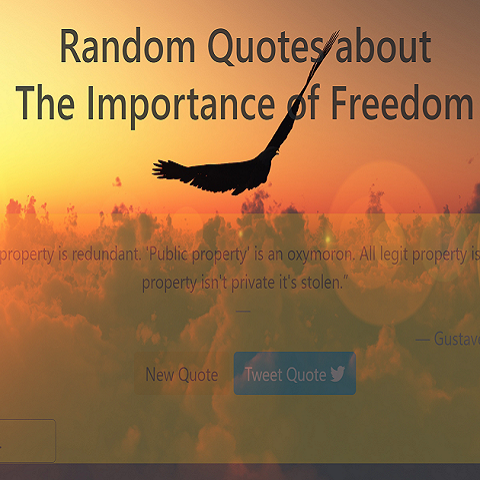 Random Quotes about
The Importance of Freedom
property is redundant. 'Public property' is an oxymoron. All legit property is
property isn't private it's stolen.”
—
— Gustave
New Quote
Tweet Quote